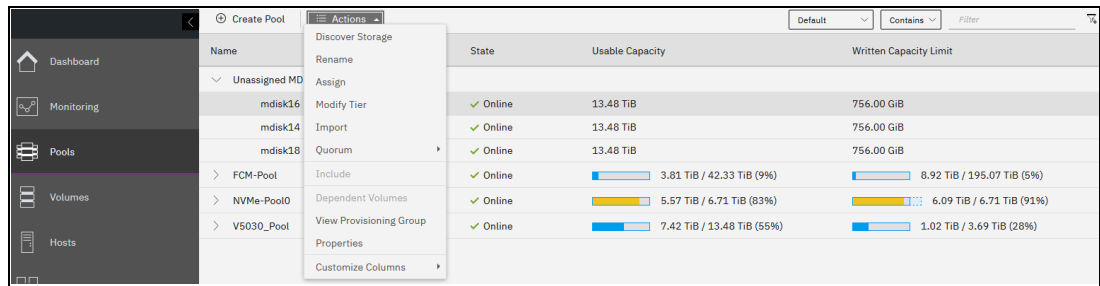 Create Pool Actions Default Contains Filter
Name State Usable Capacity Written Capacity Limit
Dashboard
Monitoring
Pools
Volumes
Hosts
Discover Storage
Rename
Assign
Modify Tier
Import
Quorum
Include
Dependent Volumes
View Provisioning Group
Properties
Customize Columns
Unassigned MD
mdisk16 Online 13.48 TiB 756.00 GiB
mdisk14 Online 13.48 TiB 756.00 GiB
mdisk18 Online 13.48 TiB 756.00 GiB
FCM-Pool Online 3.81 TiB / 42.33 TiB (9%) 8.92 TiB / 195.07 TiB (5%)
NVMe-Pool0 Online 5.57 TiB / 6.71 TiB (83%) 6.09 TiB / 6.71 TiB (91%)
V5030_Pool Online 7.42 TiB / 13.48 TiB (55%) 1.02 TiB / 3.69 TiB (28%)